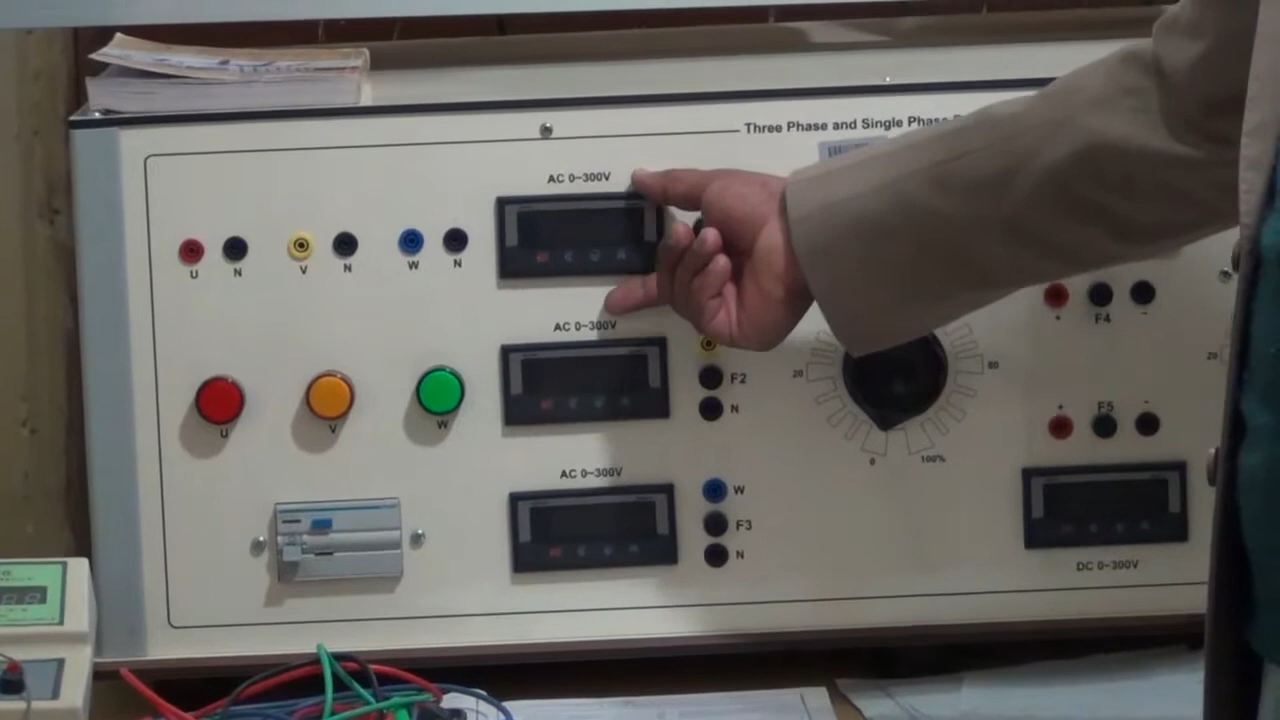 Three Phase and Single Phase
AC 0~300V
U N V N W N
AC 0~300V
+ F4 -
20 60
F2
N
U V W
0 100%
+ F5 -
20
AC 0~300V
W
F3
N
DC 0~300V